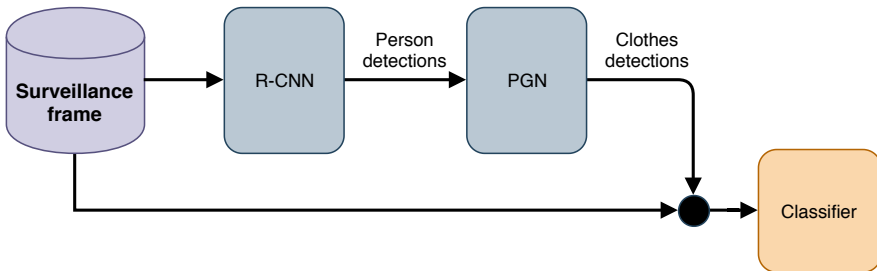 Surveillance
frame
R-CNN
Person
detections
PGN
Clothes
detections
Classifier